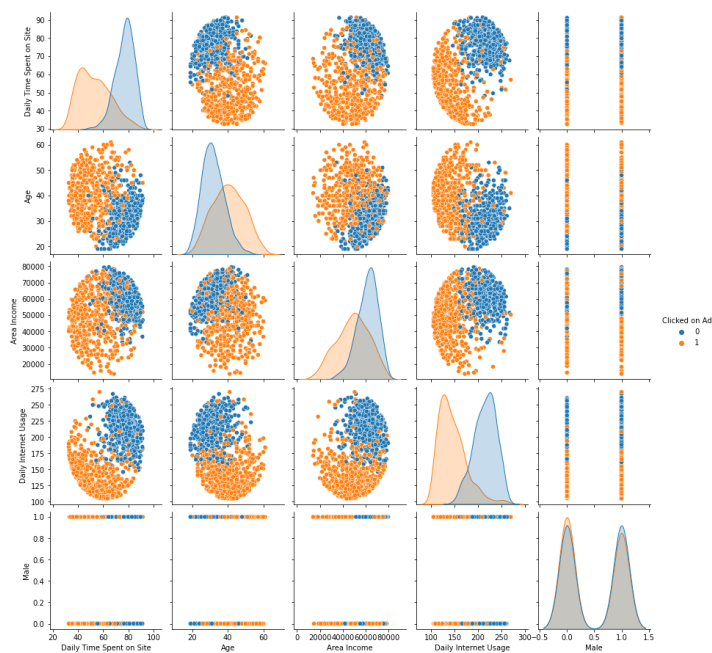 Daily Time Spent on Site
90
80
70
60
50
40
30
Age
60
50
40
30
20
Area Income
80000
70000
60000
50000
40000
30000
20000
Clicked on Ad
0
1
Daily Internet Usage
275
250
225
200
175
150
125
100
Male
1.0
0.8
0.6
0.4
0.2
0.0
20 40 60 80 100
20 40 60
0 20000 40000 60000 80000
100 150 200 250 300
-0.5 0.0 0.5 1.0 1.5
Daily Time Spent on Site
Age
Area Income
Daily Internet Usage
Male